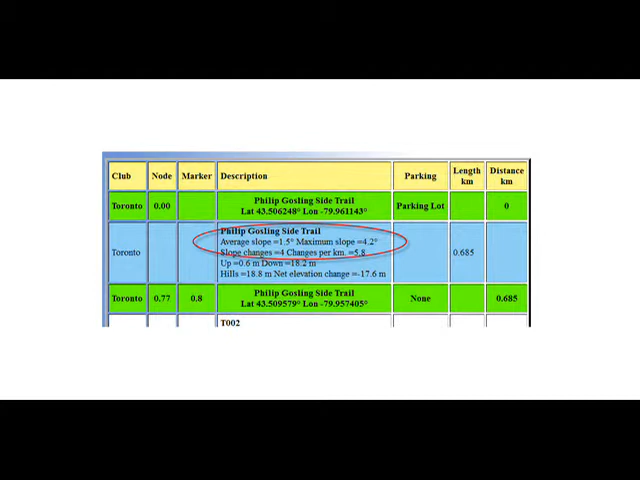 Club Node Marker Description Parking Length km Distance km
Toronto 0.00 Philip Gosling Side Trail Parking Lot 0
Lat 43.506248° Lon -79.961143°
Philip Gosling Side Trail
Average slope =1.5° Maximum slope =4.2°
Toronto Slope changes =4 Changes per km. =5.8 0.685
Up =0.6 m Down =18.2 m
Hills =18.8 m Net elevation change =-17.6 m
Toronto 0.77 0.8 Philip Gosling Side Trail None 0.685
Lat 43.509579° Lon -79.957405°
T002